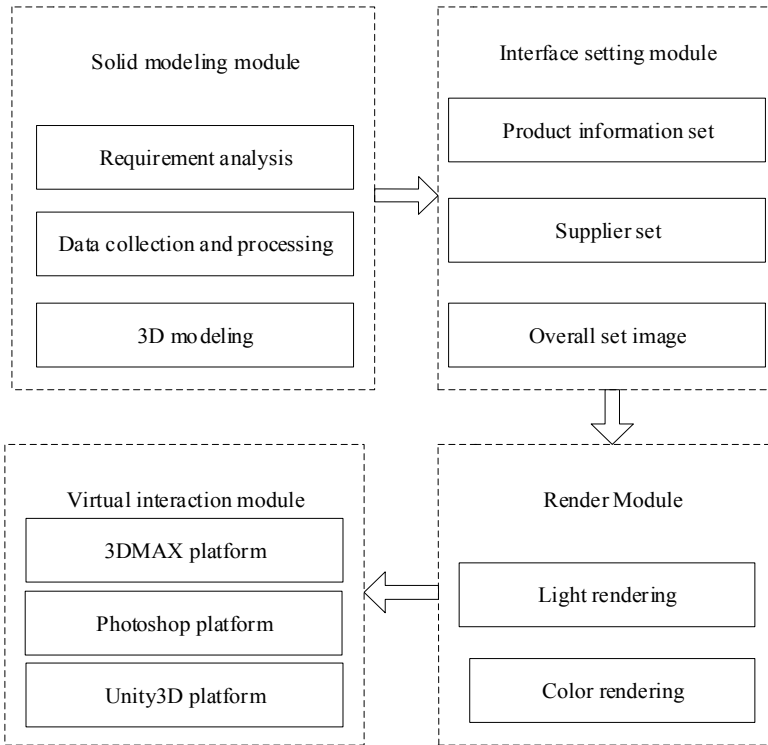 Solid modeling module
Requirement analysis
Data collection and processing
3D modeling
Interface setting module
Product information set
Supplier set
Overall set image
Virtual interaction module
3DMAX platform
Photoshop platform
Unity3D platform
Render Module
Light rendering
Color rendering